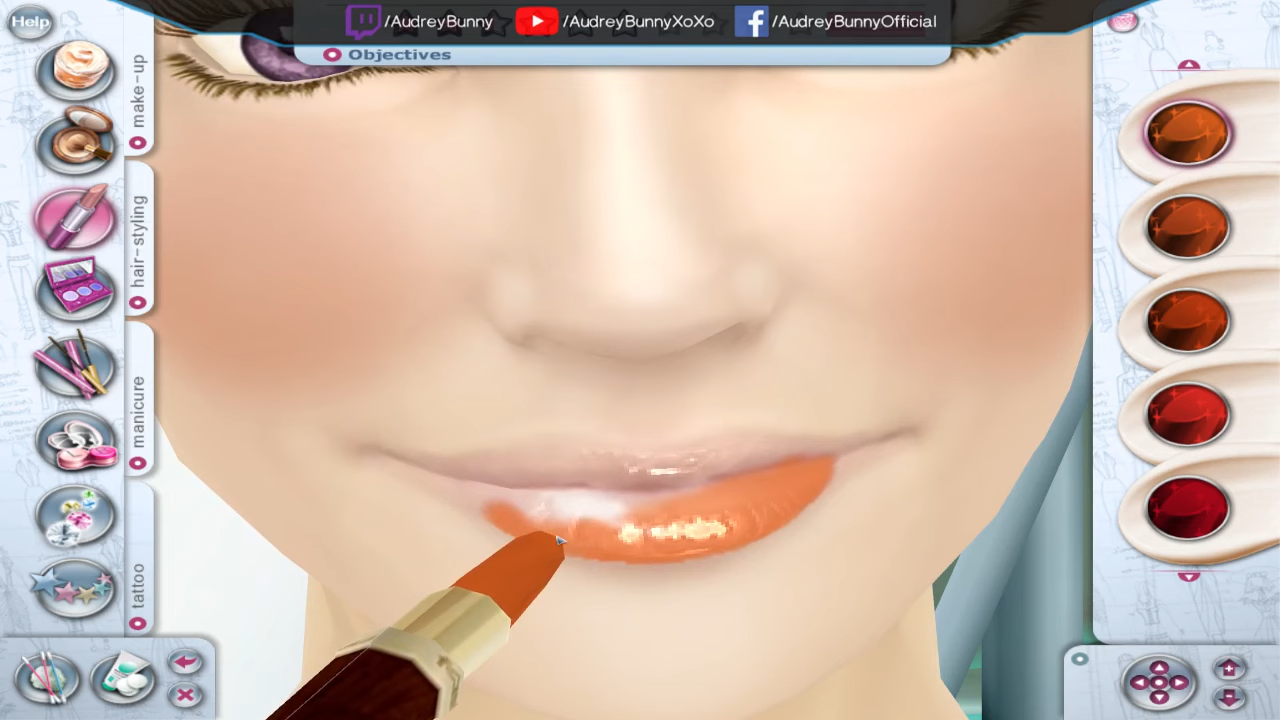 Help
/AudreyBunny
/AudreyBunnyXoXo
/AudreyBunnyOfficial
Objectives
make-up
hair-styling
manicure
tattoo